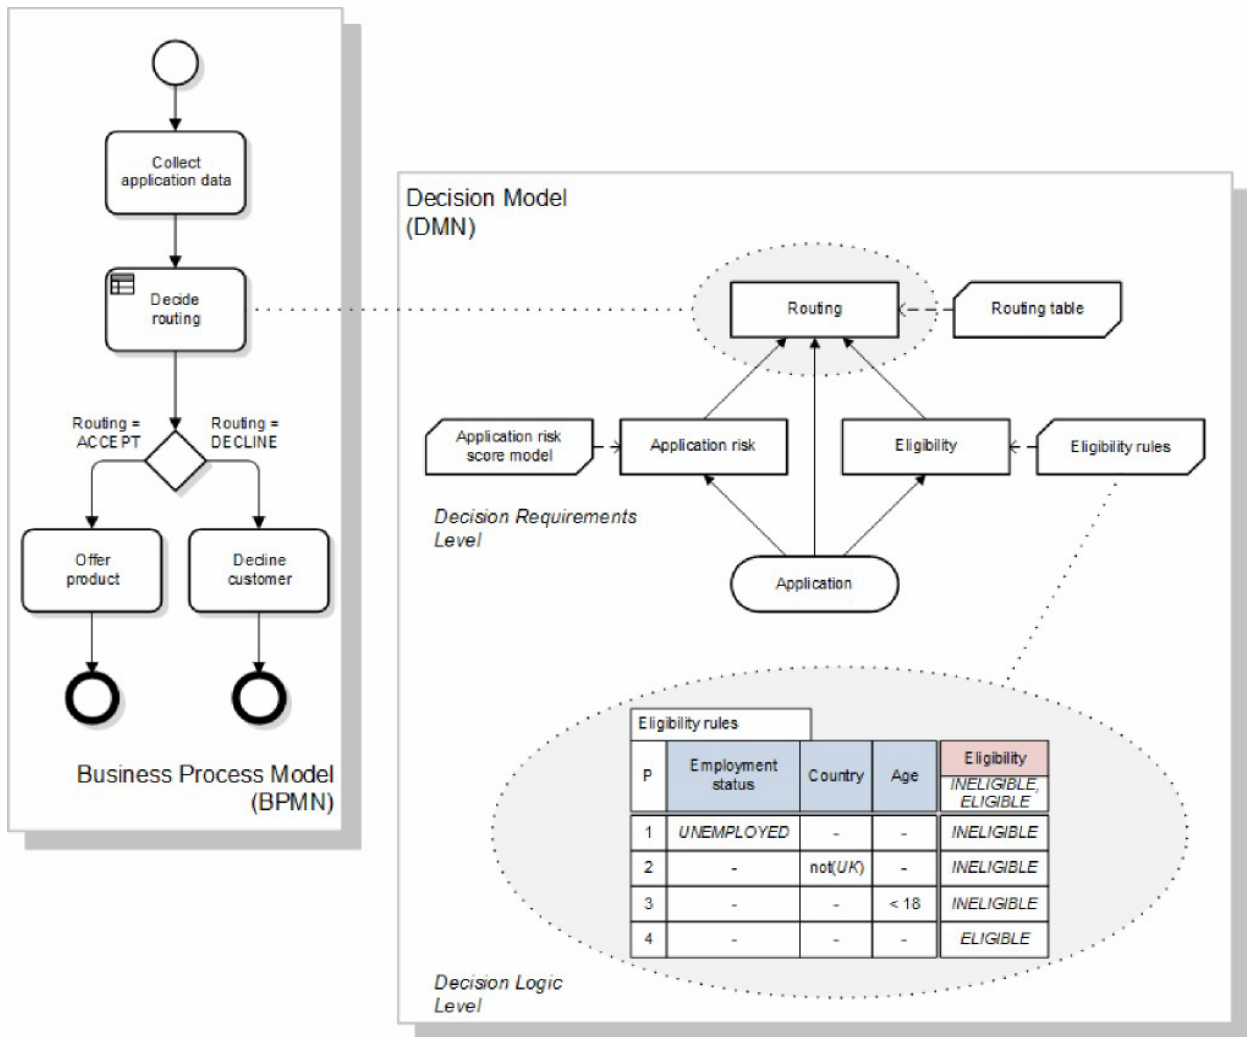 Collect
application data
Decide
routing
Routing =
ACCEPT
Routing =
DECLINE
Offer
product
Decline
customer
Business Process Model
(BPMN)
Decision Model
(DMN)
Routing
Routing table
Application risk
score model
Application risk
Eligibility
Eligibility rules
Decision Requirements
Level
Application
Eligibility rules
P
Employment
status
Country
Age
Eligibility
INELIGIBLE,
ELIGIBLE
1 UNEMPLOYED - - INELIGIBLE
2 - not(UK) - INELIGIBLE
3 - - < 18 INELIGIBLE
4 - - - ELIGIBLE
Decision Logic
Level